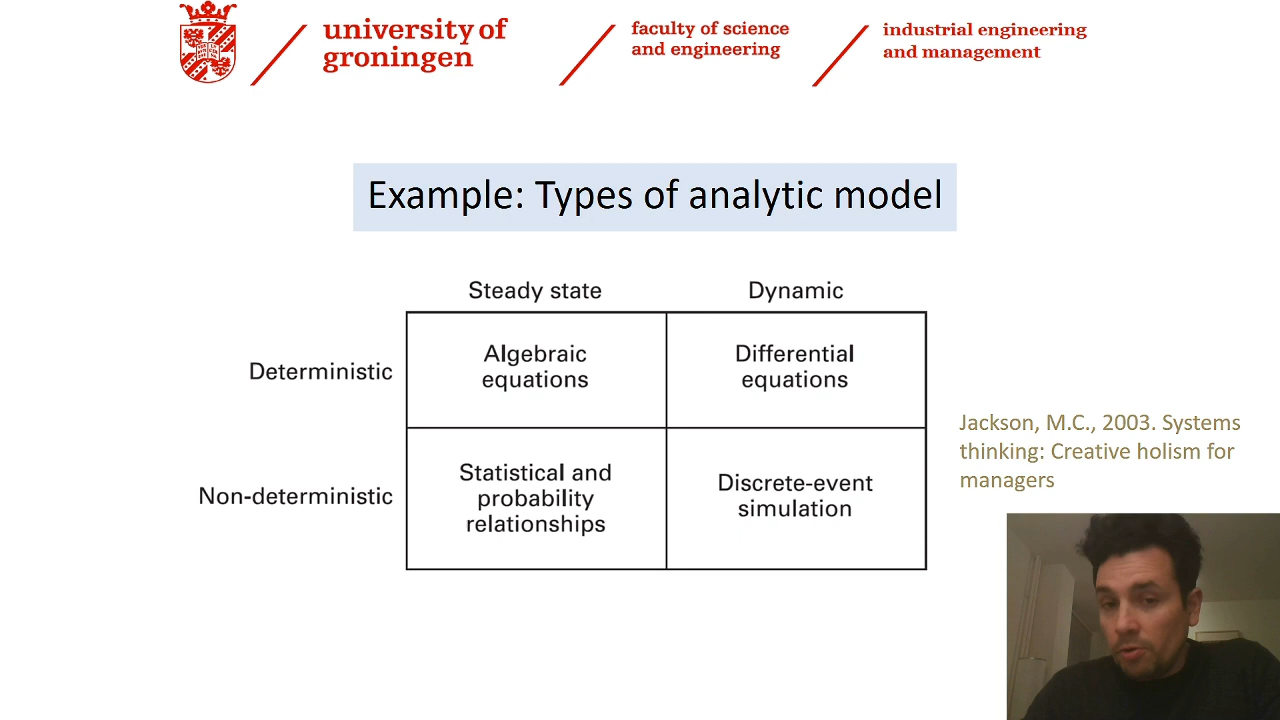 university of
groningen
faculty of science
and engineering
industrial engineering
and management
Example: Types of analytic model
Steady state
Dynamic
Deterministic
Algebraic
equations
Differential
equations
Non-deterministic
Statistical and
probability
relationships
Discrete-event
simulation
Jackson, M.C., 2003. Systems
thinking: Creative holism for
managers